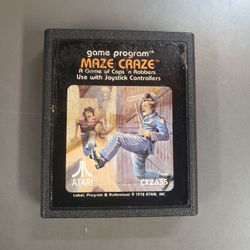 game program™
MAZE CRAZE™
A Game of Cops 'n Robbers
Use with Joystick Controllers
ATARI®
CX2635
Label, Program & Audiovisual © 1978 ATARI, INC.